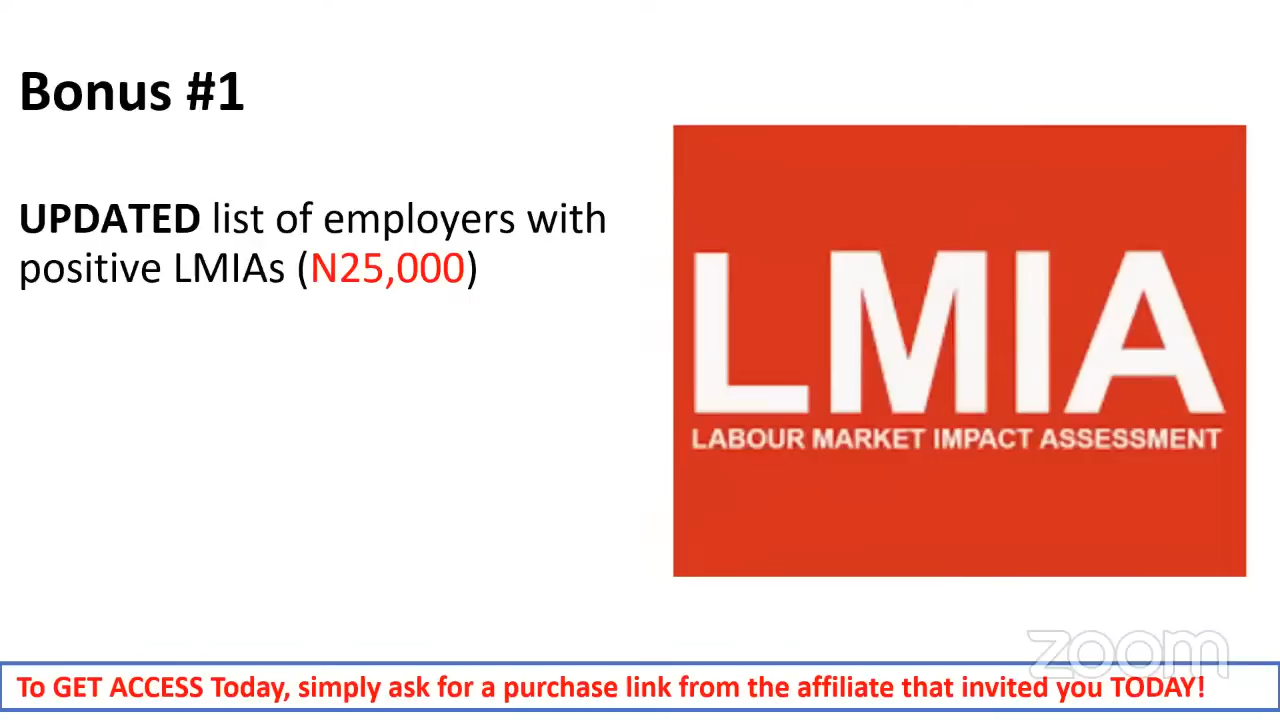 Bonus #1
UPDATED list of employers with
positive LMIAs (N25,000)
LMIA
LABOUR MARKET IMPACT ASSESSMENT
zoom
To GET ACCESS Today, simply ask for a purchase link from the affiliate that invited you TODAY!